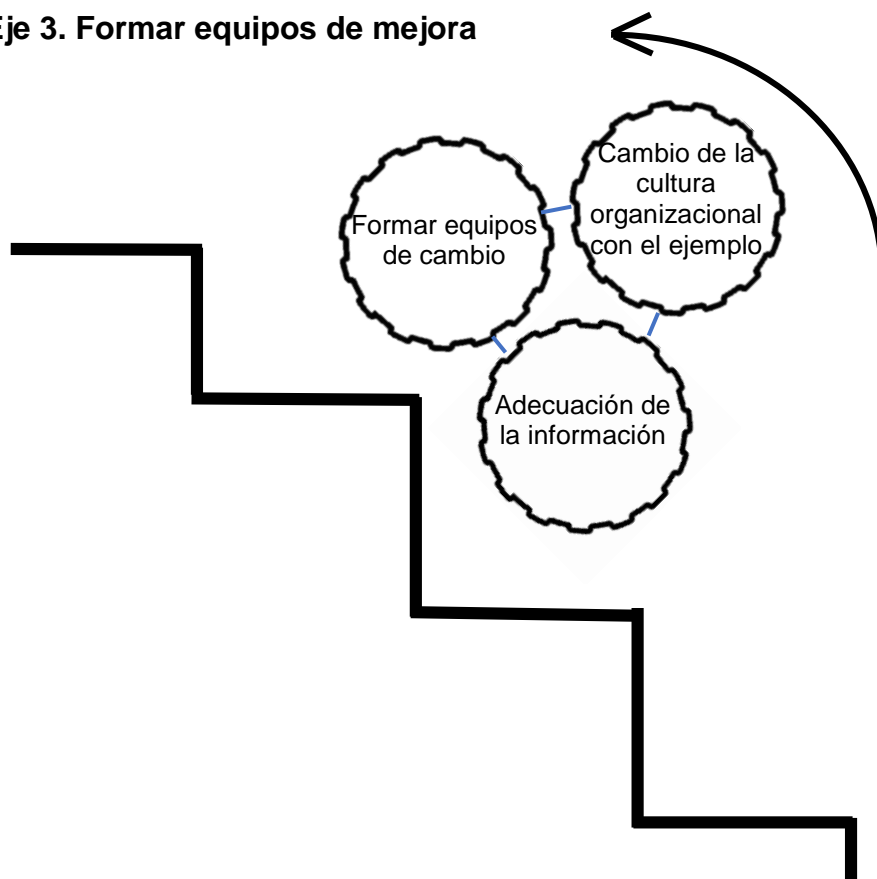 Eje 3. Formar equipos de mejora
Formar equipos
de cambio
Cambio de la
cultura
organizacional
con el ejemplo
Adecuación de
la información